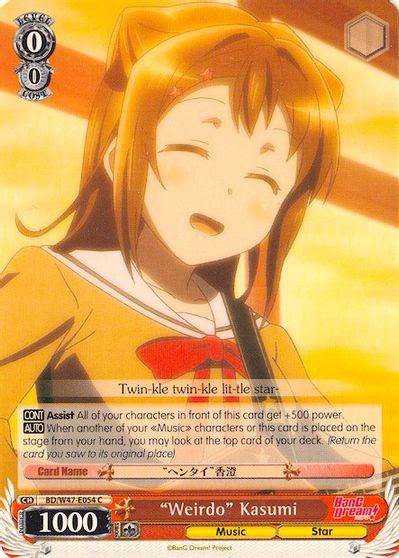 LEVEL
0
0
COST
Twin-kle twin-kle lit-tle star-
CONT Assist All of your characters in front of this card get +500 power.
AUTO When another of your «Music» characters or this card is placed on the
stage from your hand, you may look at the top card of your deck. (Return the
card you saw to its original place)
Card Name "ヘンタイ"香澄
CH BD/W47-E054 C
1000
"Weirdo" Kasumi
BanG Dream!
Music Star
©BanG Dream! Project